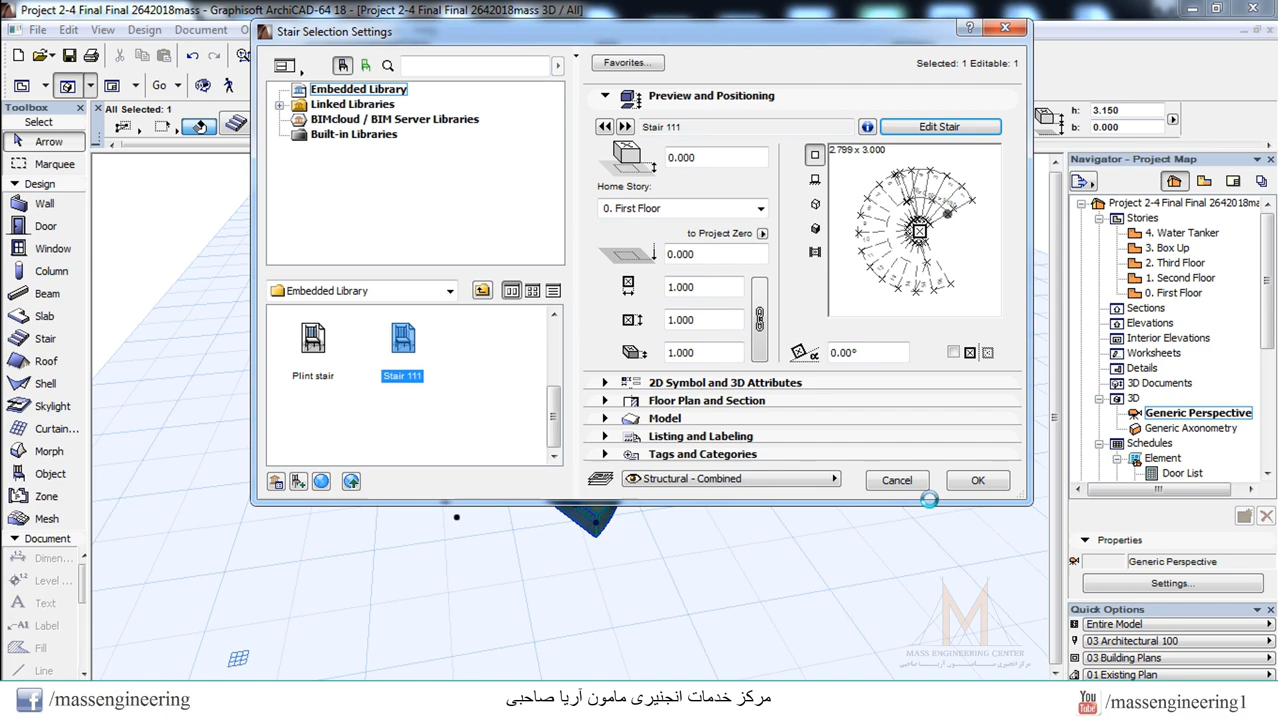 Project 2-4 Final Final 2642018mass - Graphisoft ArchiCAD-64 18 - [Project 2-4 Final Final 2642018mass 3D / All]
File
Edit
View
Design
Document
Go
Toolbox
Select
Arrow
Marquee
Design
Wall
Door
Window
Column
Beam
Slab
Stair
Roof
Shell
Skylight
Curtain...
Morph
Object
Zone
Mesh
Document
Dimen...
Level ...
Text
Label
Fill
Line
All Selected: 1
Stair Selection Settings
Embedded Library
Linked Libraries
BIMcloud / BIM Server Libraries
Built-in Libraries
Embedded Library
Plint stair
Stair 111
Favorites...
Selected: 1 Editable: 1
Preview and Positioning
Stair 111
Edit Stair
0.000
Home Story:
0. First Floor
to Project Zero
0.000
1.000
1.000
1.000
2.799 x 3.000
0.00°
2D Symbol and 3D Attributes
Floor Plan and Section
Model
Listing and Labeling
Tags and Categories
Structural - Combined
Cancel
OK
h: 3.150
b: 0.000
Navigator - Project Map
Project 2-4 Final Final 2642018ma
Stories
4. Water Tanker
3. Box Up
2. Third Floor
1. Second Floor
0. First Floor
Sections
Elevations
Interior Elevations
Worksheets
Details
3D Documents
3D
Generic Perspective
Generic Axonometry
Schedules
Element
Door List
Properties
Generic Perspective
Settings...
Quick Options
Entire Model
03 Architectural 100
03 Building Plans
01 Existing Plan
MASS ENGINEERING CENTER
/massengineering
مرکز خدمات انجنیری مامون آریا صاحبی
You
Tube
/massengineering1